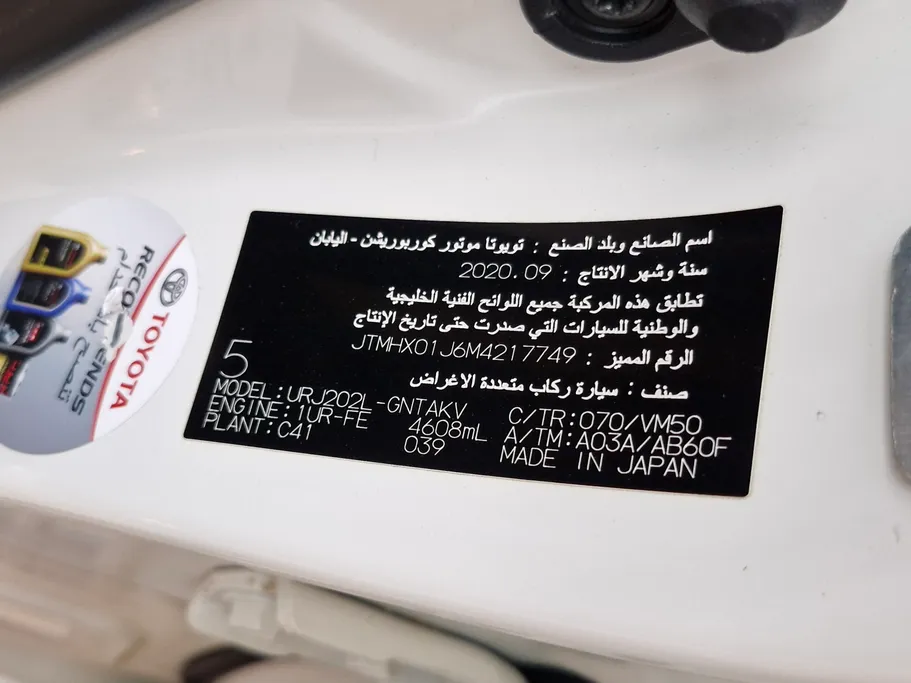 اسم الصانع وبلد الصنع : تويوتا موتور كوربوريشن - اليابان
سنة وشهر الانتاج : 2020.09
تطابق هذه المركبة جميع اللوائح الفنية الخليجية
والوطنية للسيارات التي صدرت حتى تاريخ الإنتاج
الرقم المميز : JTMHX01J6M4217749
صنف : سيارة ركاب متعددة الاغراض
5
MODEL:URJ202L-GNTAKV C/TR:070/VM50
ENGINE:1UR-FE 4608mL A/TM:A03A/AB60F
PLANT:C41 039 MADE IN JAPAN
TOYOTA